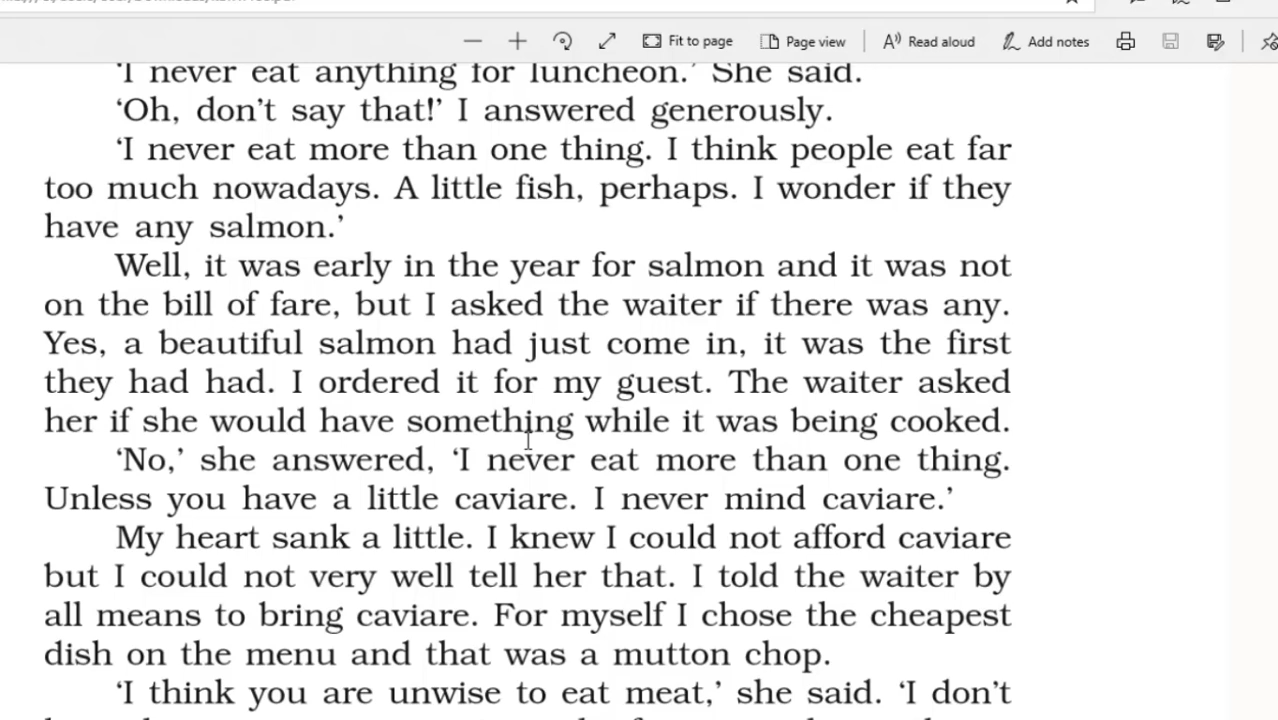 Fit to page
Page view
Read aloud
Add notes
‘I never eat anything for luncheon.’ She said.
‘Oh, don’t say that!’ I answered generously.
‘I never eat more than one thing. I think people eat far
too much nowadays. A little fish, perhaps. I wonder if they
have any salmon.’
Well, it was early in the year for salmon and it was not
on the bill of fare, but I asked the waiter if there was any.
Yes, a beautiful salmon had just come in, it was the first
they had had. I ordered it for my guest. The waiter asked
her if she would have something while it was being cooked.
‘No,’ she answered, ‘I never eat more than one thing.
Unless you have a little caviare. I never mind caviare.’
My heart sank a little. I knew I could not afford caviare
but I could not very well tell her that. I told the waiter by
all means to bring caviare. For myself I chose the cheapest
dish on the menu and that was a mutton chop.
‘I think you are unwise to eat meat,’ she said. ‘I don’t